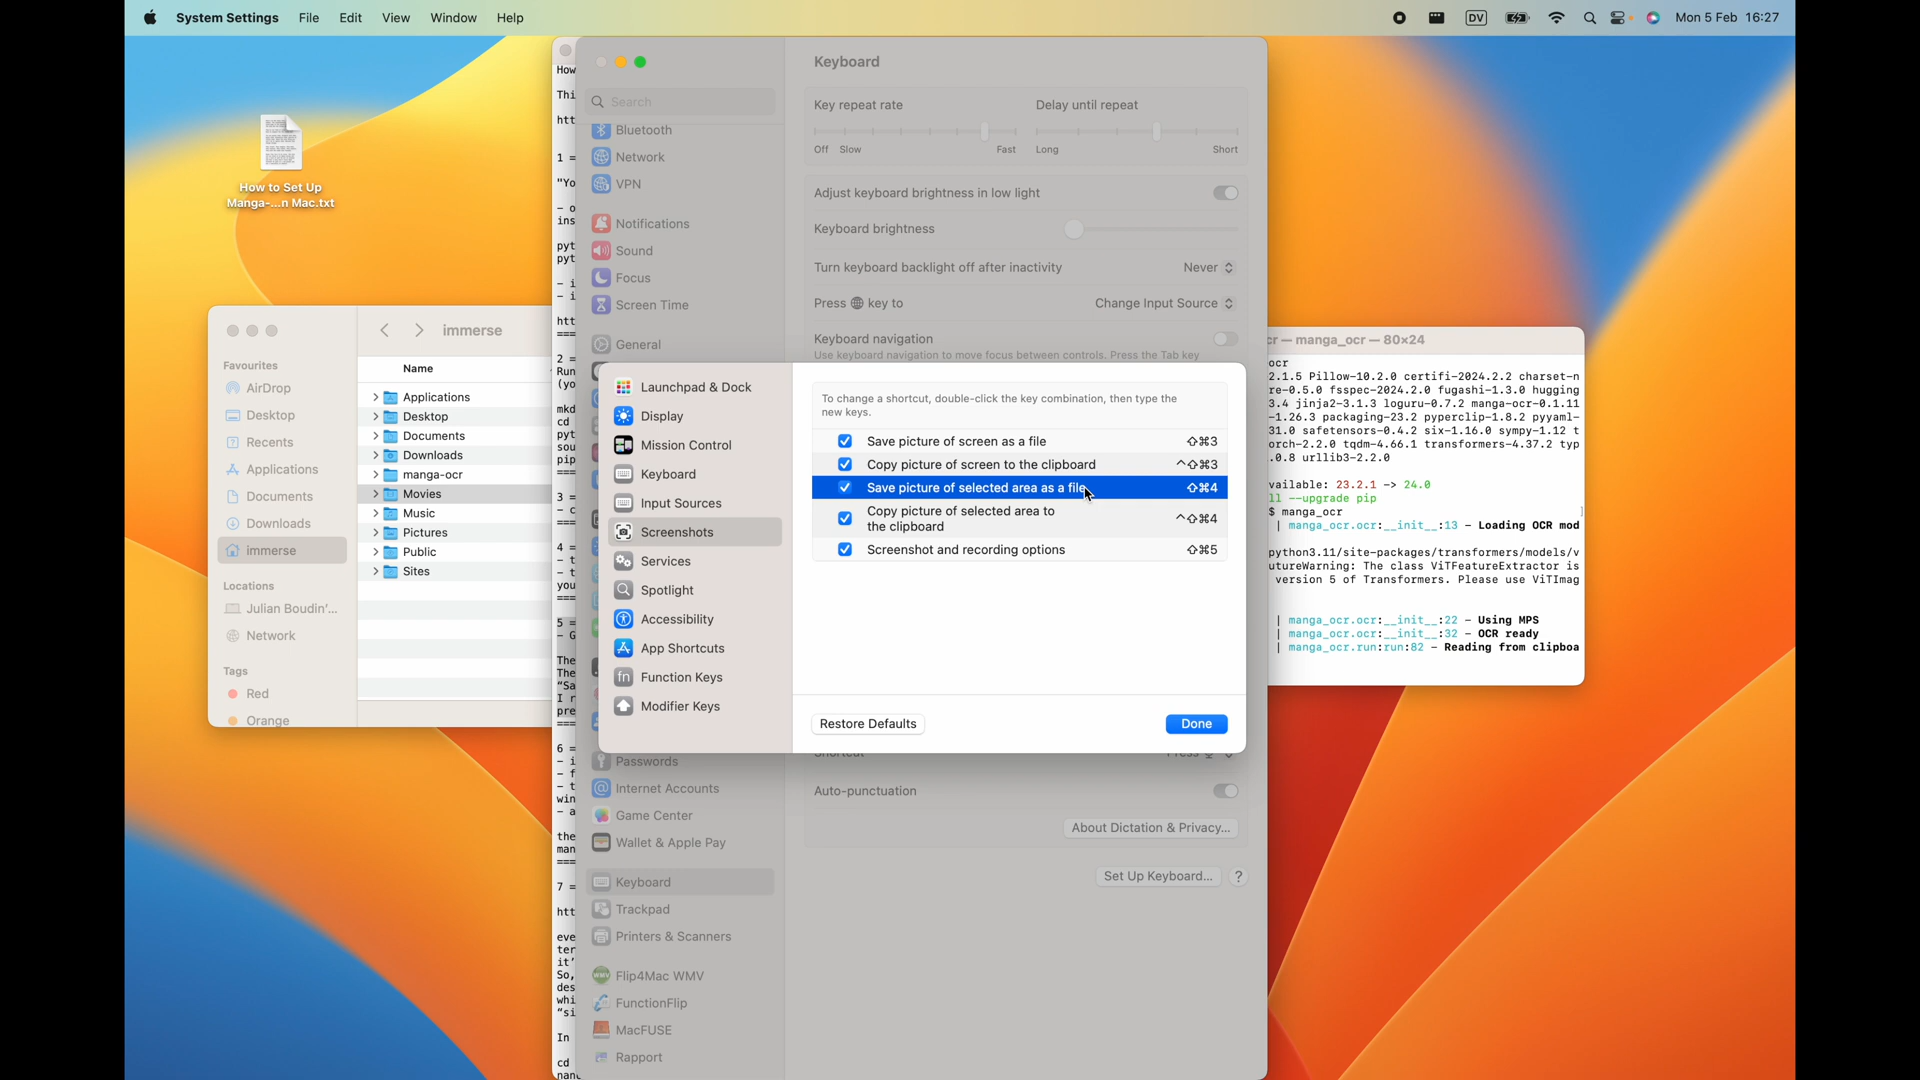 System Settings File Edit View Window Help
DV
Mon 5 Feb 16:27
How to Set Up
Manga-...n Mac.txt
immerse
Favourites
AirDrop
Desktop
Recents
Applications
Documents
Downloads
immerse
Locations
Julian Boudin'...
Network
Tags
Red
Orange
Name
Applications
Desktop
Documents
Downloads
manga-ocr
Movies
Music
Pictures
Public
Sites
Search
Bluetooth
Network
VPN
Notifications
Sound
Focus
Screen Time
General
Passwords
Internet Accounts
Game Center
Wallet & Apple Pay
Keyboard
Trackpad
Printers & Scanners
Flip4Mac WMV
FunctionFlip
MacFUSE
Rapport
Keyboard
Key repeat rate
Delay until repeat
Off Slow Fast
Long Short
Adjust keyboard brightness in low light
Keyboard brightness
Turn keyboard backlight off after inactivity Never
Press key to Change Input Source
Keyboard navigation
Use keyboard navigation to move focus between controls. Press the Tab key
Launchpad & Dock
Display
Mission Control
Keyboard
Input Sources
Screenshots
Services
Spotlight
Accessibility
App Shortcuts
Function Keys
Modifier Keys
To change a shortcut, double-click the key combination, then type the
new keys.
Save picture of screen as a file ⇧⌘3
Copy picture of screen to the clipboard ^⇧⌘3
Save picture of selected area as a file ⇧⌘4
Copy picture of selected area to
the clipboard ^⇧⌘4
Screenshot and recording options ⇧⌘5
Restore Defaults
Done
Auto-punctuation
About Dictation & Privacy...
Set Up Keyboard... ?
cr — manga_ocr — 80×24
ocr
2.1.5 Pillow-10.2.0 certifi-2024.2.2 charset-n
re-0.5.0 fsspec-2024.2.0 fugashi-1.3.0 hugging
3.4 jinja2-3.1.3 loguru-0.7.2 manga-ocr-0.1.11
-1.26.3 packaging-23.2 pyperclip-1.8.2 pyyaml-
31.0 safetensors-0.4.2 six-1.16.0 sympy-1.12 t
orch-2.2.0 tqdm-4.66.1 transformers-4.37.2 typ
.0.8 urllib3-2.2.0
vailable: 23.2.1 -> 24.0
ll --upgrade pip
$ manga_ocr
| manga_ocr.ocr:__init__:13 - Loading OCR mod
python3.11/site-packages/transformers/models/v
utureWarning: The class ViTFeatureExtractor is
version 5 of Transformers. Please use ViTImag
| manga_ocr.ocr:__init__:22 - Using MPS
| manga_ocr.ocr:__init__:32 - OCR ready
| manga_ocr.run:run:82 - Reading from clipboa